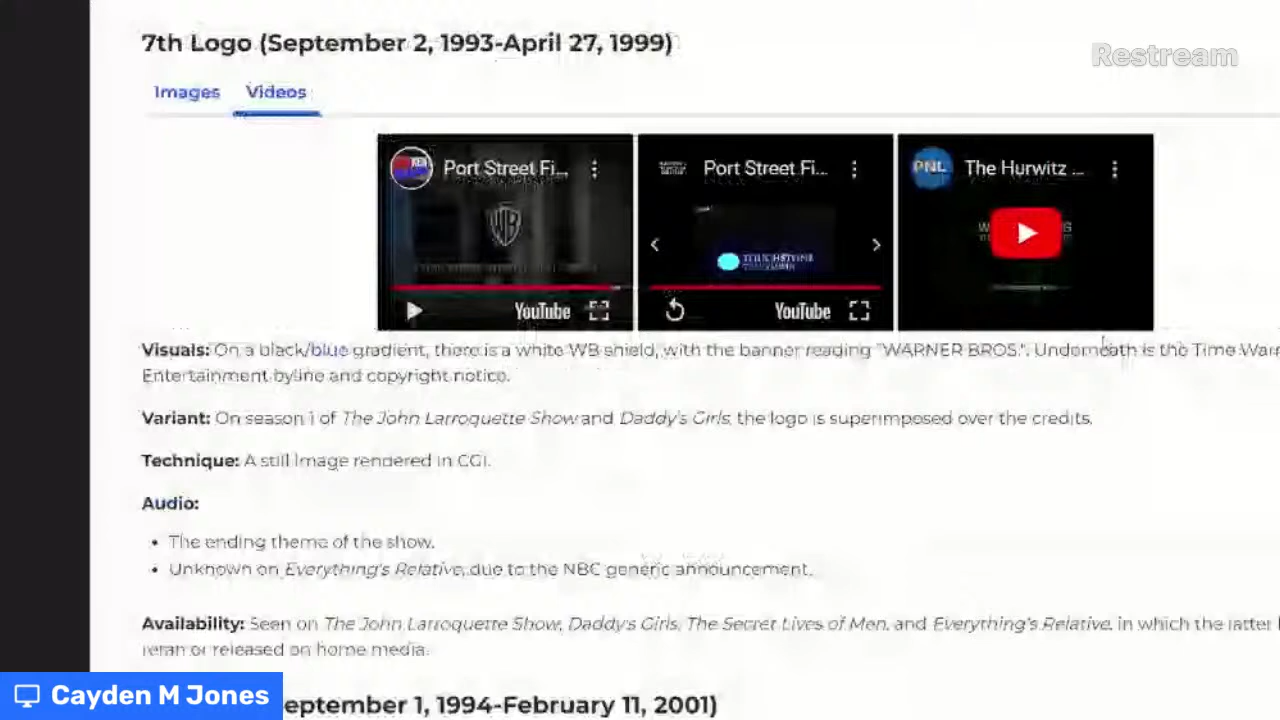 7th Logo (September 2, 1993-April 27, 1999)
Restream
Images Videos
Port Street Fi... Port Street Fi... PNL The Hurwitz ...
WB
TOUCHSTONE
YouTube YouTube
Visuals: On a black/blue gradient, there is a white WB shield, with the banner reading "WARNER BROS.". Underneath is the Time Warn
Entertainment byline and copyright notice.
Variant: On season 1 of The John Larroquette Show and Daddy's Girls, the logo is superimposed over the credits.
Technique: A still image rendered in CGI.
Audio:
• The ending theme of the show.
• Unknown on Everything's Relative, due to the NBC generic announcement.
Availability: Seen on The John Larroquette Show, Daddy's Girls, The Secret Lives of Men, and Everything's Relative, in which the latter
reran or released on home media.
Cayden M Jones
eptember 1, 1994-February 11, 2001)